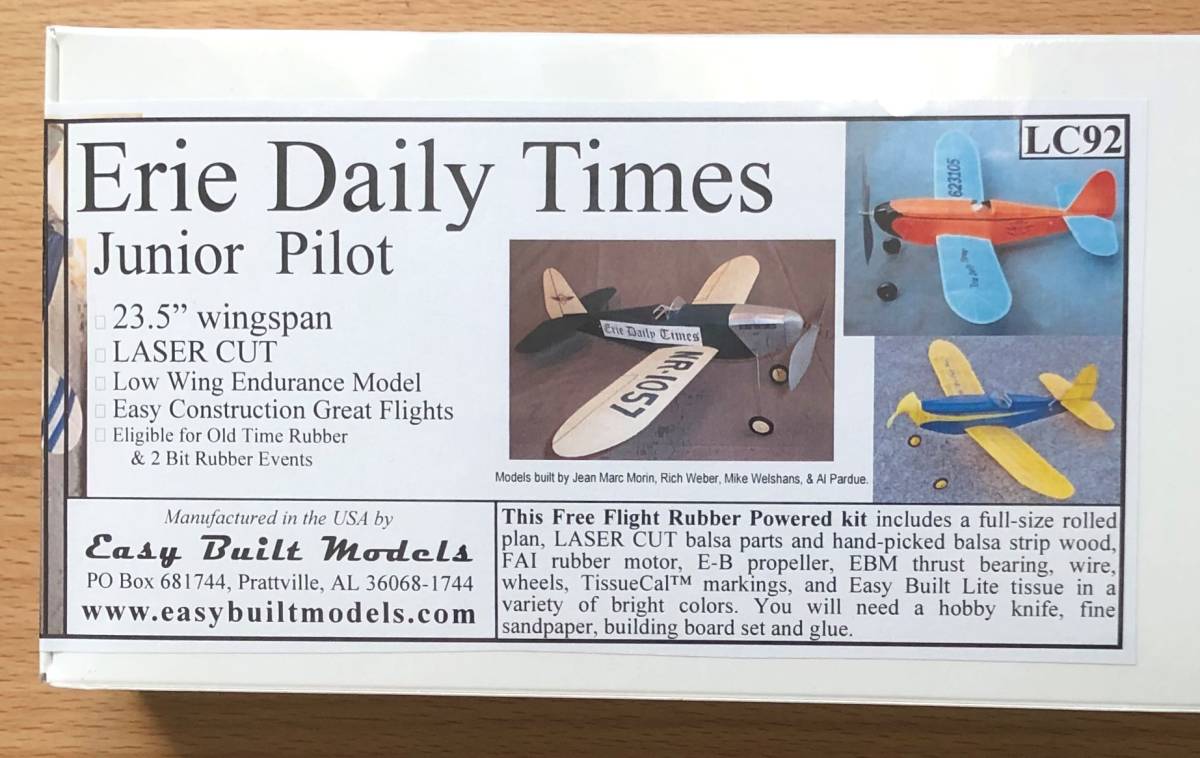 Erie Daily Times
LC92
Junior Pilot
23.5” wingspan
LASER CUT
Low Wing Endurance Model
Easy Construction Great Flights
Eligible for Old Time Rubber
& 2 Bit Rubber Events
623105
Erie Daily Times
NR-1057
Models built by Jean Marc Morin, Rich Weber, Mike Welshans, & Al Pardue.
Manufactured in the USA by
Easy Built Models
PO Box 681744, Prattville, AL 36068-1744
www.easybuiltmodels.com
This Free Flight Rubber Powered kit includes a full-size rolled
plan, LASER CUT balsa parts and hand-picked balsa strip wood,
FAI rubber motor, E-B propeller, EBM thrust bearing, wire,
wheels, TissueCal™ markings, and Easy Built Lite tissue in a
variety of bright colors. You will need a hobby knife, fine
sandpaper, building board set and glue.